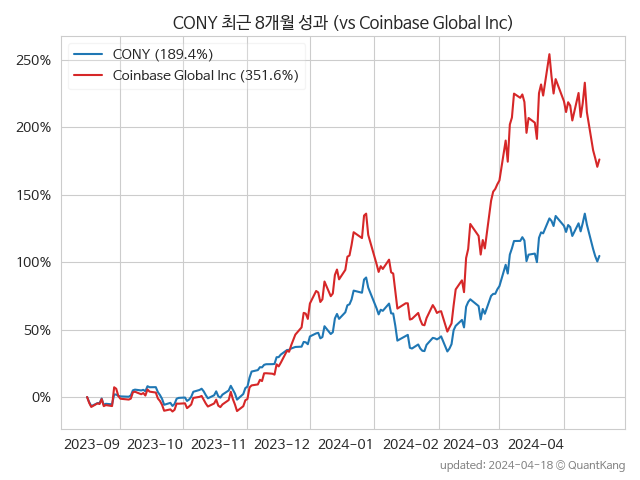 CONY 최근 8개월 성과 (vs Coinbase Global Inc)
CONY (189.4%)
Coinbase Global Inc (351.6%)
250%
200%
150%
100%
50%
0%
2023-09 2023-10 2023-11 2023-12 2024-01 2024-02 2024-03 2024-04
updated: 2024-04-18 © QuantKang